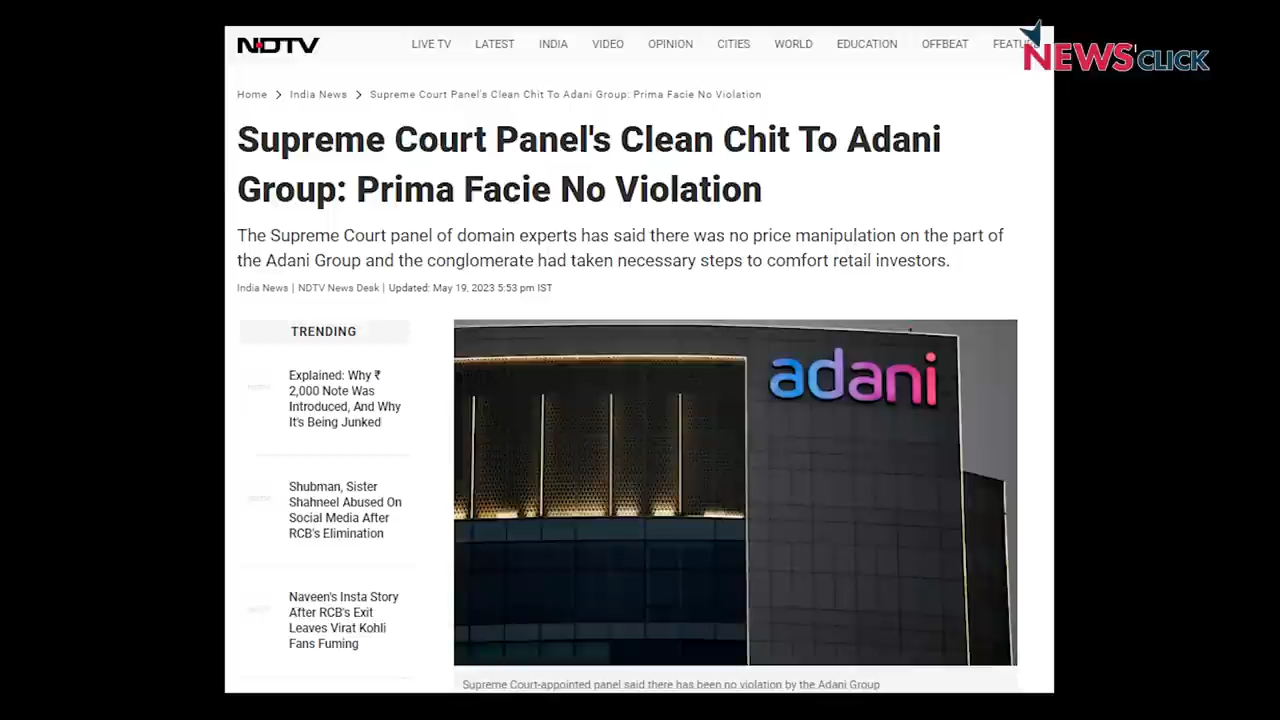 NDTV
LIVE TV LATEST INDIA VIDEO OPINION CITIES WORLD EDUCATION OFFBEAT
NEWS'CLICK
Home > India News > Supreme Court Panel's Clean Chit To Adani Group: Prima Facie No Violation
Supreme Court Panel's Clean Chit To Adani
Group: Prima Facie No Violation
The Supreme Court panel of domain experts has said there was no price manipulation on the part of
the Adani Group and the conglomerate had taken necessary steps to comfort retail investors.
India News | NDTV News Desk | Updated: May 19, 2023 5:53 pm IST
TRENDING
Explained: Why ₹
2,000 Note Was
Introduced, And Why
It's Being Junked
Shubman, Sister
Shahneel Abused On
Social Media After
RCB's Elimination
Naveen's Insta Story
After RCB's Exit
Leaves Virat Kohli
Fans Fuming
adani
Supreme Court-appointed panel said there has been no violation by the Adani Group